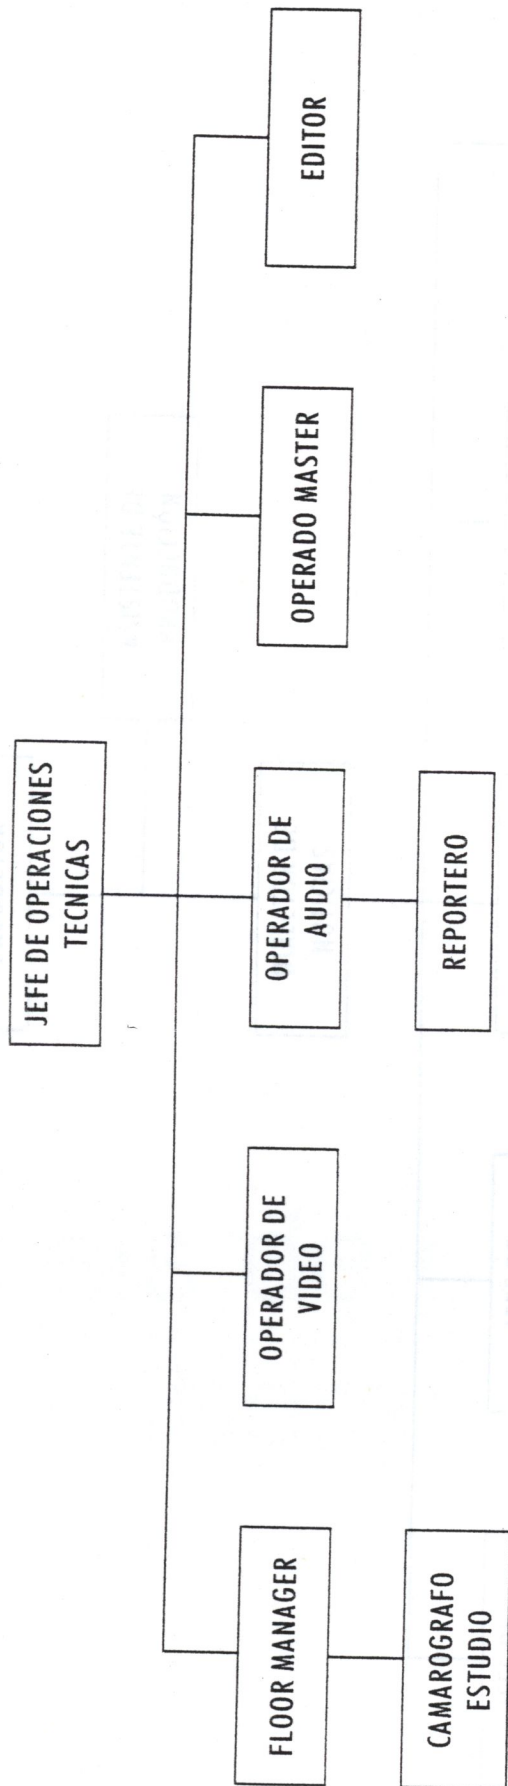 JEFE DE OPERACIONES
TECNICAS
FLOOR MANAGER
OPERADOR DE
VIDEO
OPERADOR DE
AUDIO
OPERADO MASTER
EDITOR
CAMAROGRAFO
ESTUDIO
REPORTERO